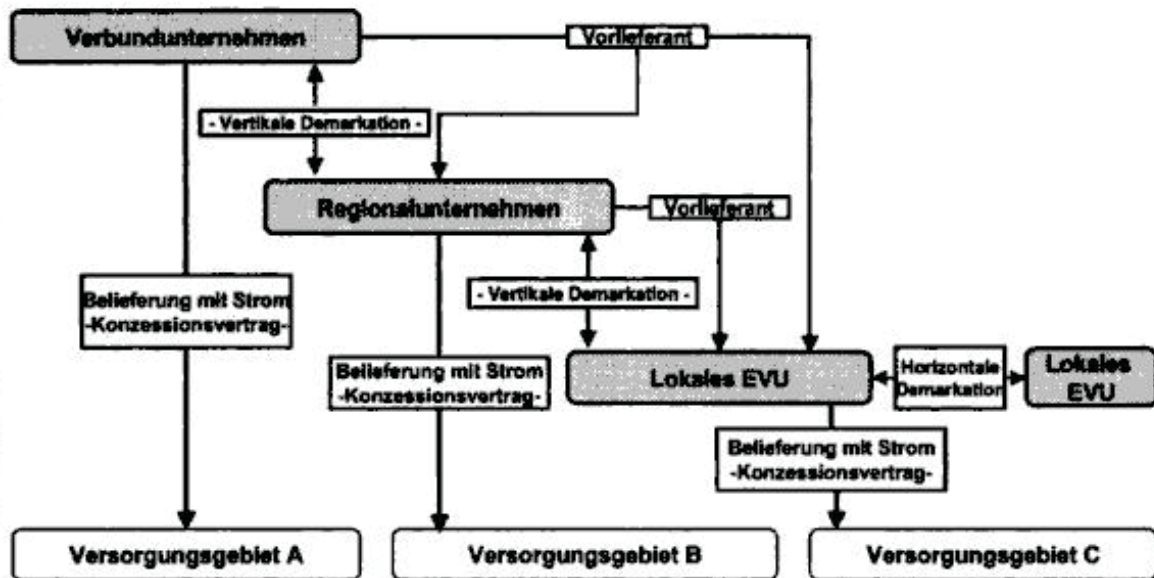 Verbundunternehmen
Vorlieferant
- Vertikale Demarkation -
Regionalunternehmen
Vorlieferant
- Vertikale Demarkation -
Belieferung mit Strom
-Konzessionsvertrag-
Belieferung mit Strom
-Konzessionsvertrag-
Lokales EVU
Horizontale
Demarkation
Lokales
EVU
Belieferung mit Strom
-Konzessionsvertrag-
Versorgungsgebiet A
Versorgungsgebiet B
Versorgungsgebiet C